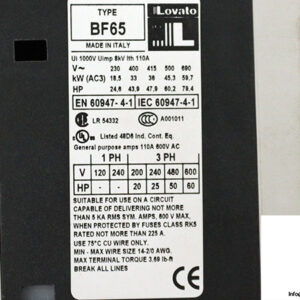 TYPE
BF65
MADE IN ITALY
Lovato
Ui 1000V Uimp 8kV Ith 110A
V~ 230 400 415 500 690
kW (AC3) 18.5 33 36 45.3 59.7
HP 24.6 43.9 47.9 60.2 79.4
EN 60947- 4-1 IEC 60947-4-1
LR 54332
A001011
Listed 48D8 Ind. Cont. Eq.
General purpose amps 110A 600V AC
1 PH 3 PH
V 120 240 200 240 480 600
HP - - 20 25 50 60
SUITABLE FOR USE ON A CIRCUIT
CAPABLE OF DELIVERING NOT MORE
THAN 5 KA RMS SYM. AMPS, 600 V MAX.
WHEN PROTECTED BY FUSES CLASS RK5
RATED NOT MORE THAN 225 A.
USE 75°C CU WIRE ONLY.
MIN - MAX WIRE SIZE 14-2/0 AWG.
MAX TERMINAL TORQUE 3.69 lb-ft
CE